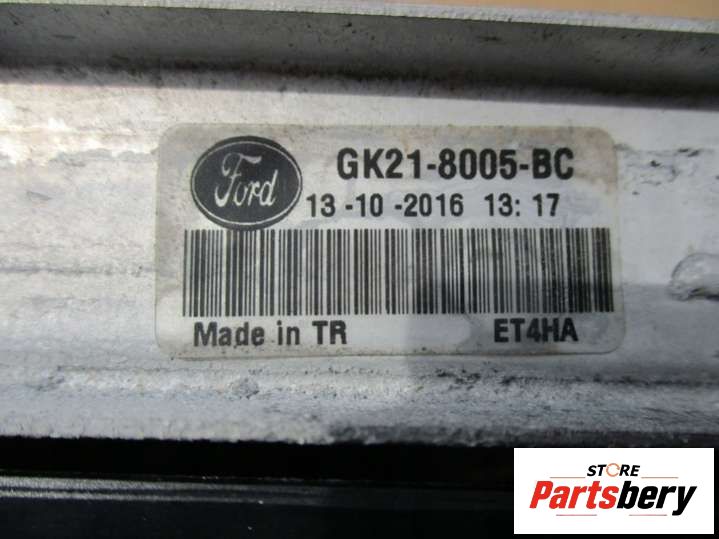 Ford
GK21-8005-BC
13 -10 -2016 13: 17
Made in TR ET4HA
STORE
Partsbery